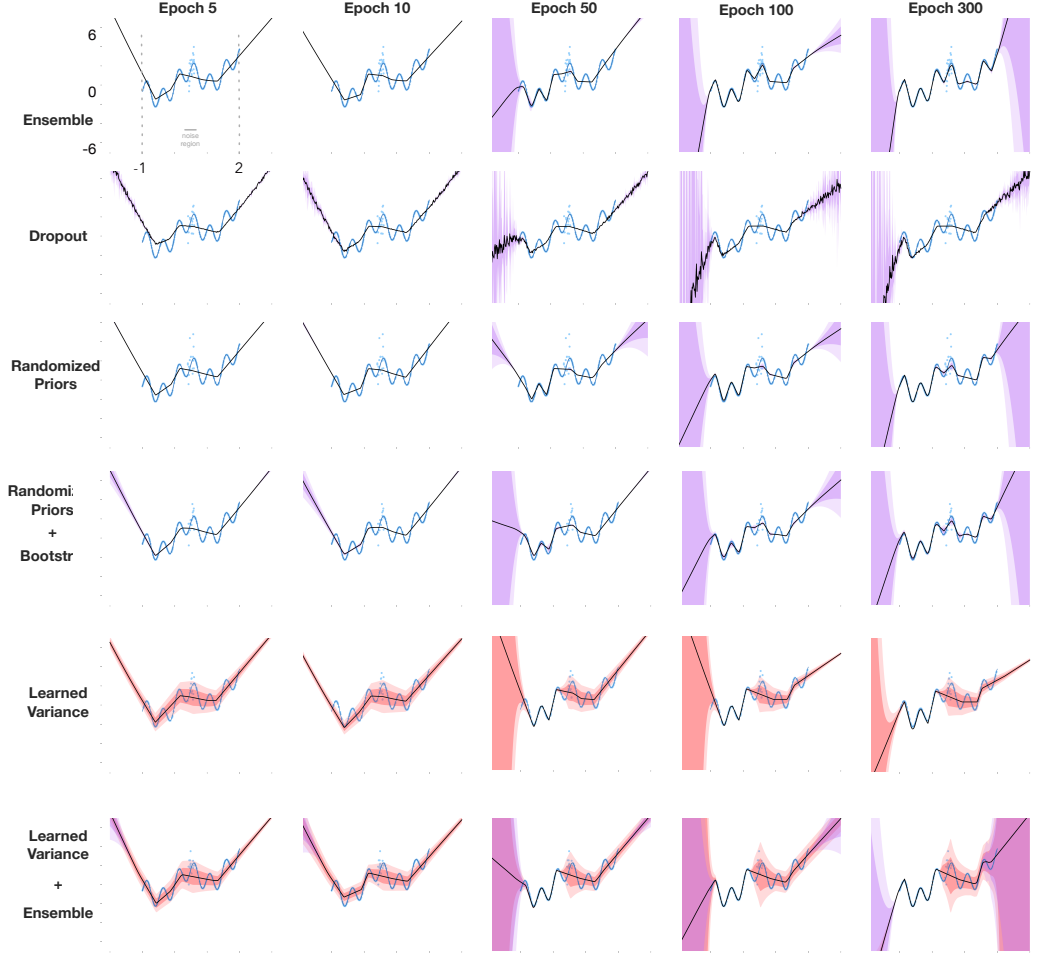 Epoch 5
Epoch 10
Epoch 50
Epoch 100
Epoch 300
6
0
-6
Ensemble
noise
region
-1
2
Dropout
Randomized
Priors
Randomi
Priors
+
Bootstr
Learned
Variance
Learned
Variance
+
Ensemble